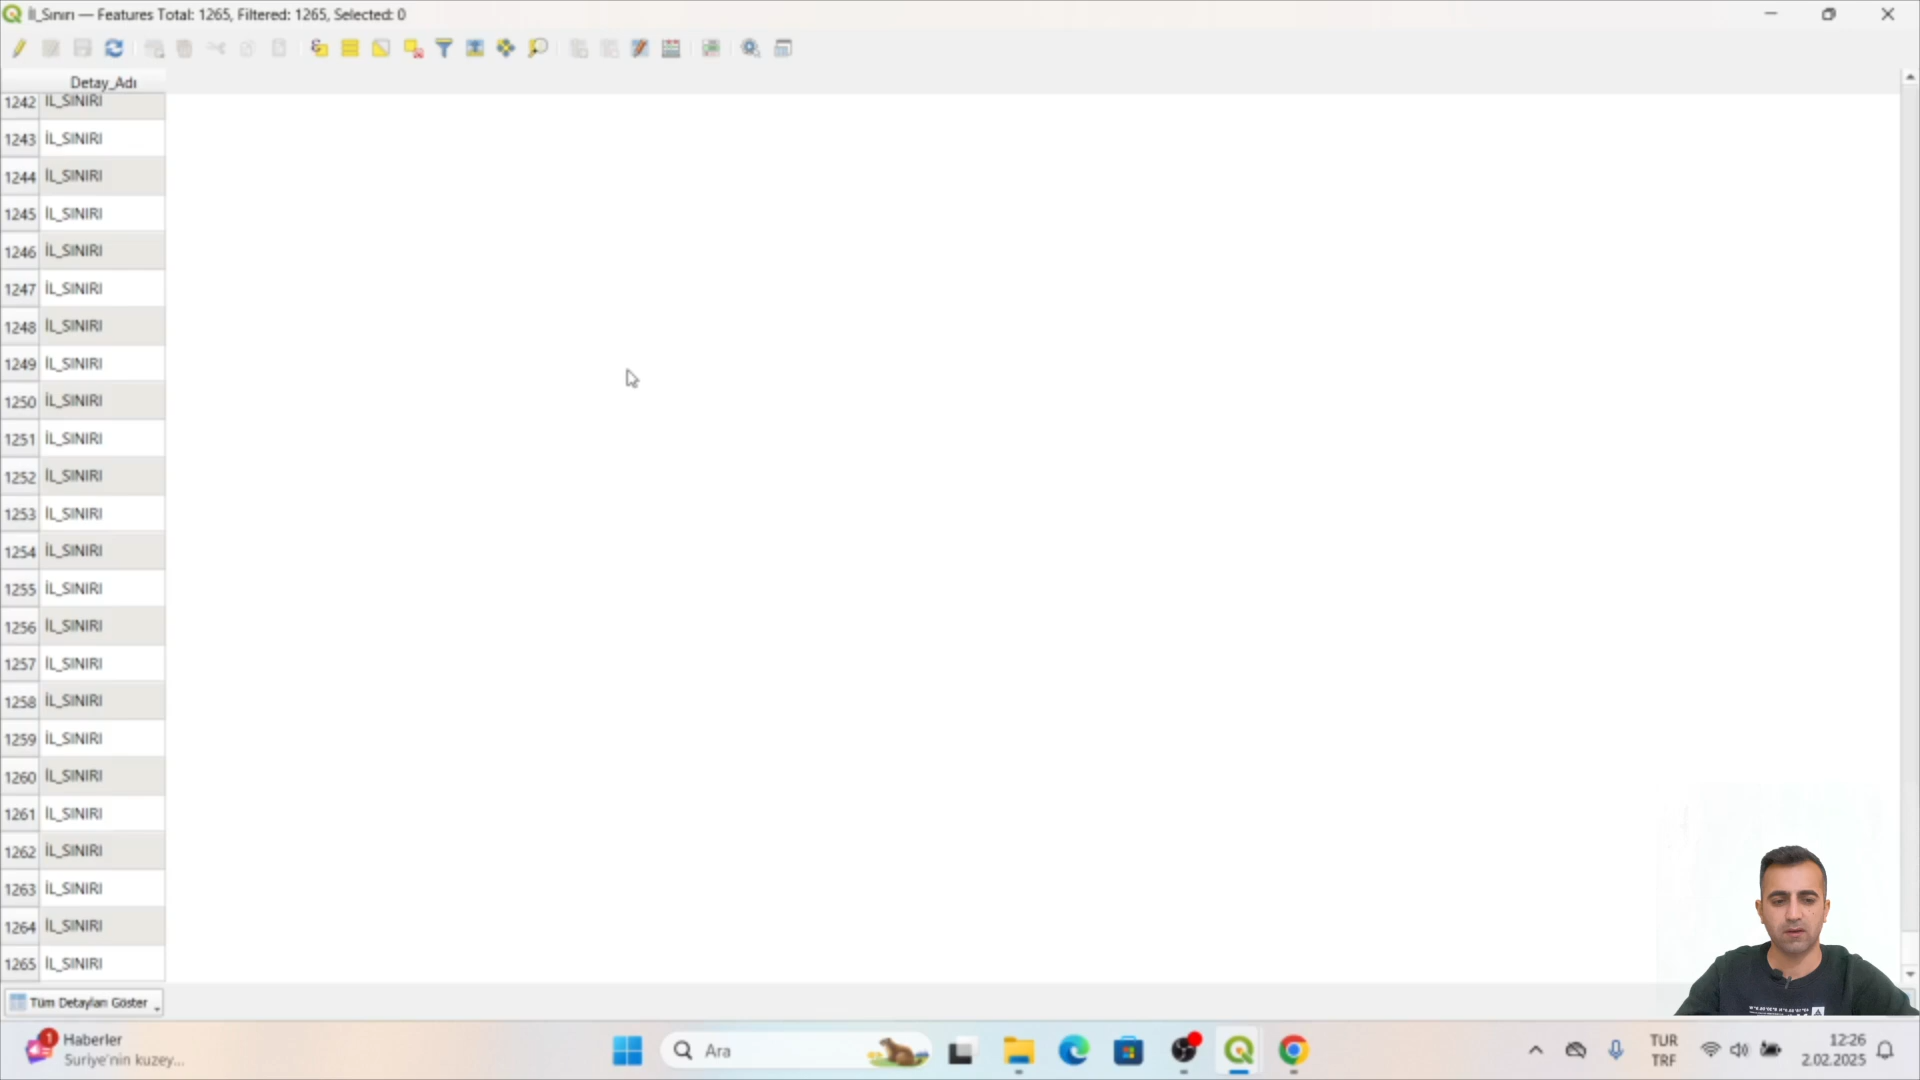 İl_Sınırı — Features Total: 1265, Filtered: 1265, Selected: 0
Detay_Adı
1242 İL_SINIRI
1243 İL_SINIRI
1244 İL_SINIRI
1245 İL_SINIRI
1246 İL_SINIRI
1247 İL_SINIRI
1248 İL_SINIRI
1249 İL_SINIRI
1250 İL_SINIRI
1251 İL_SINIRI
1252 İL_SINIRI
1253 İL_SINIRI
1254 İL_SINIRI
1255 İL_SINIRI
1256 İL_SINIRI
1257 İL_SINIRI
1258 İL_SINIRI
1259 İL_SINIRI
1260 İL_SINIRI
1261 İL_SINIRI
1262 İL_SINIRI
1263 İL_SINIRI
1264 İL_SINIRI
1265 İL_SINIRI
Tüm Detayları Göster
1 Haberler
Suriye'nin kuzey...
Ara
TUR
TRF
12:26
2.02.2025